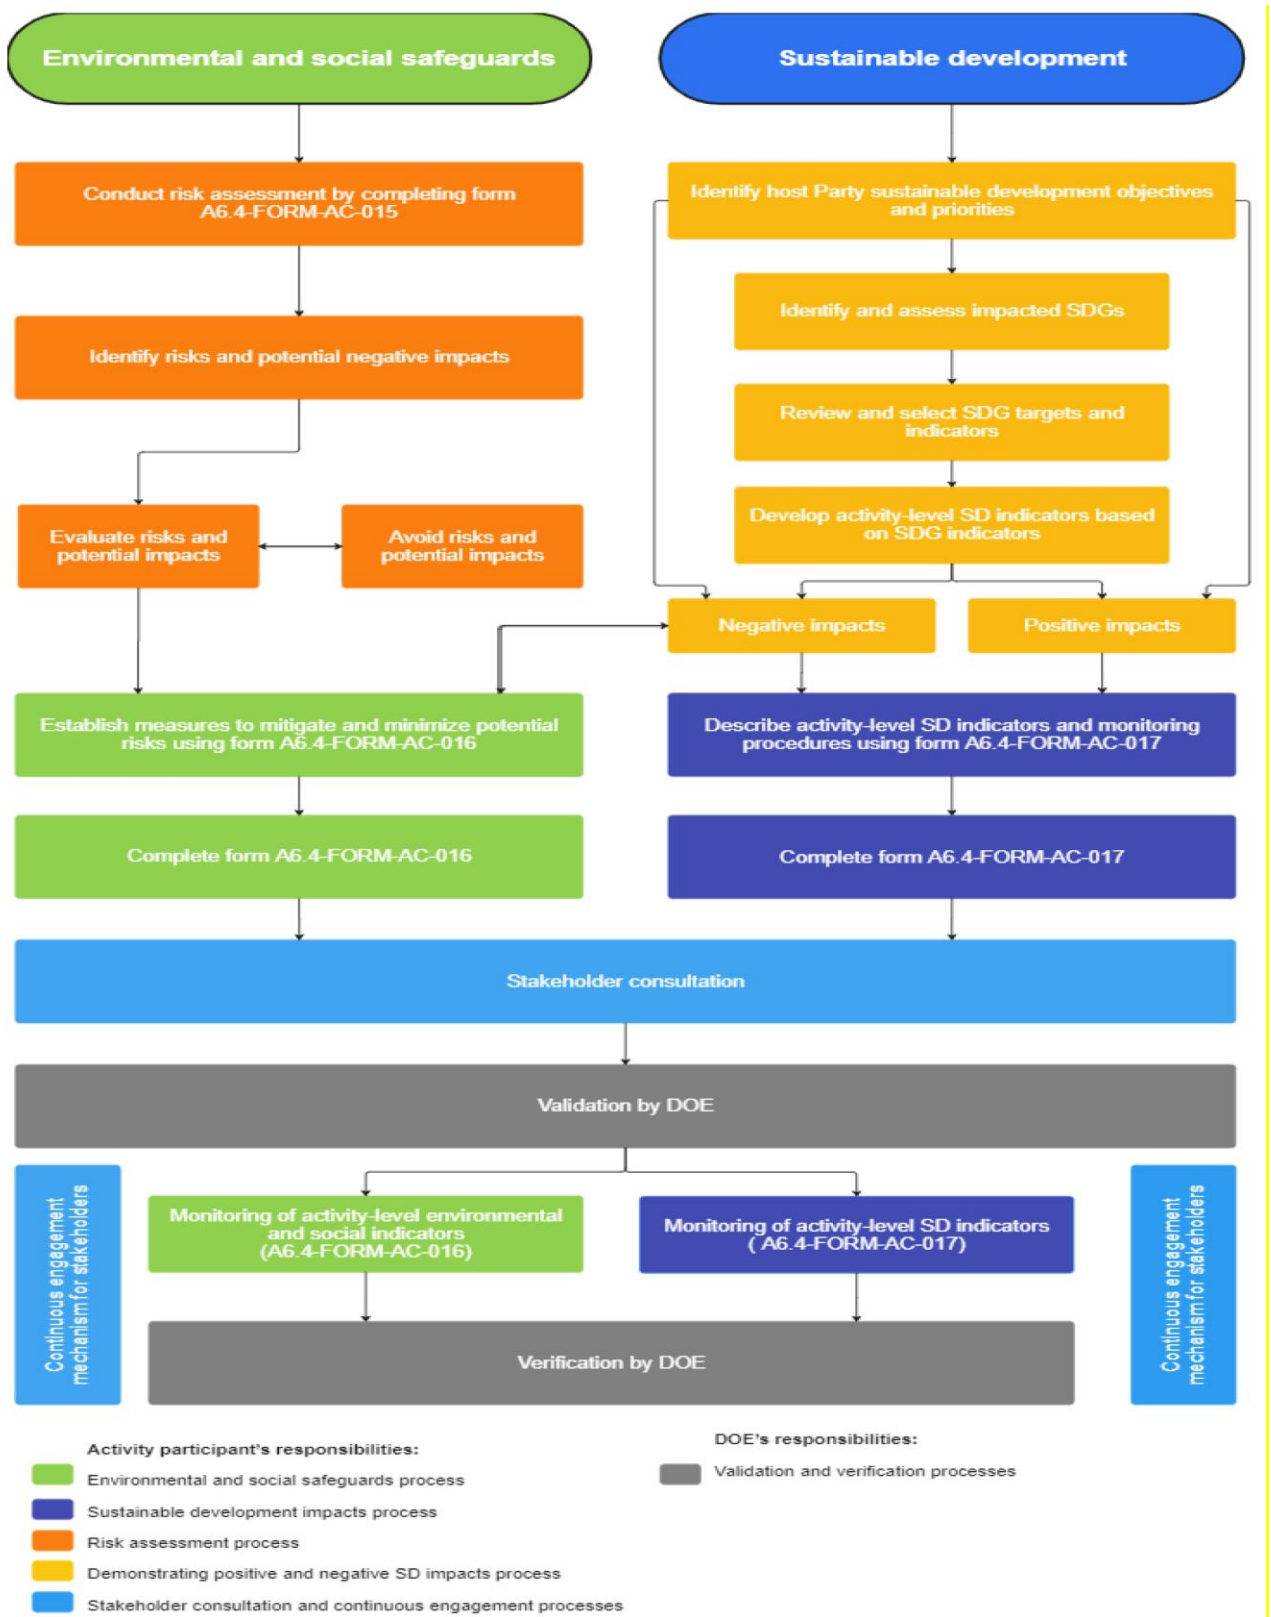 Environmental and social safeguards
Sustainable development
Conduct risk assessment by completing form
A6.4-FORM-AC-015
Identify host Party sustainable development objectives
and priorities
Identify risks and potential negative impacts
Identify and assess impacted SDGs
Review and select SDG targets and
indicators
Evaluate risks and
potential impacts
Avoid risks and
potential impacts
Develop activity-level SD indicators based
on SDG indicators
Negative impacts
Positive impacts
Establish measures to mitigate and minimize potential
risks using form A6.4-FORM-AC-016
Describe activity-level SD indicators and monitoring
procedures using form A6.4-FORM-AC-017
Complete form A6.4-FORM-AC-016
Complete form A6.4-FORM-AC-017
Stakeholder consultation
Validation by DOE
Continuous engagement
mechanism for stakeholders
Monitoring of activity-level environmental
and social indicators
(A6.4-FORM-AC-016)
Monitoring of activity-level SD indicators
( A6.4-FORM-AC-017)
Continuous engagement
mechanism for stakeholders
Verification by DOE
Activity participant's responsibilities:
Environmental and social safeguards process
Sustainable development impacts process
Risk assessment process
Demonstrating positive and negative SD impacts process
Stakeholder consultation and continuous engagement processes
DOE's responsibilities:
Validation and verification processes